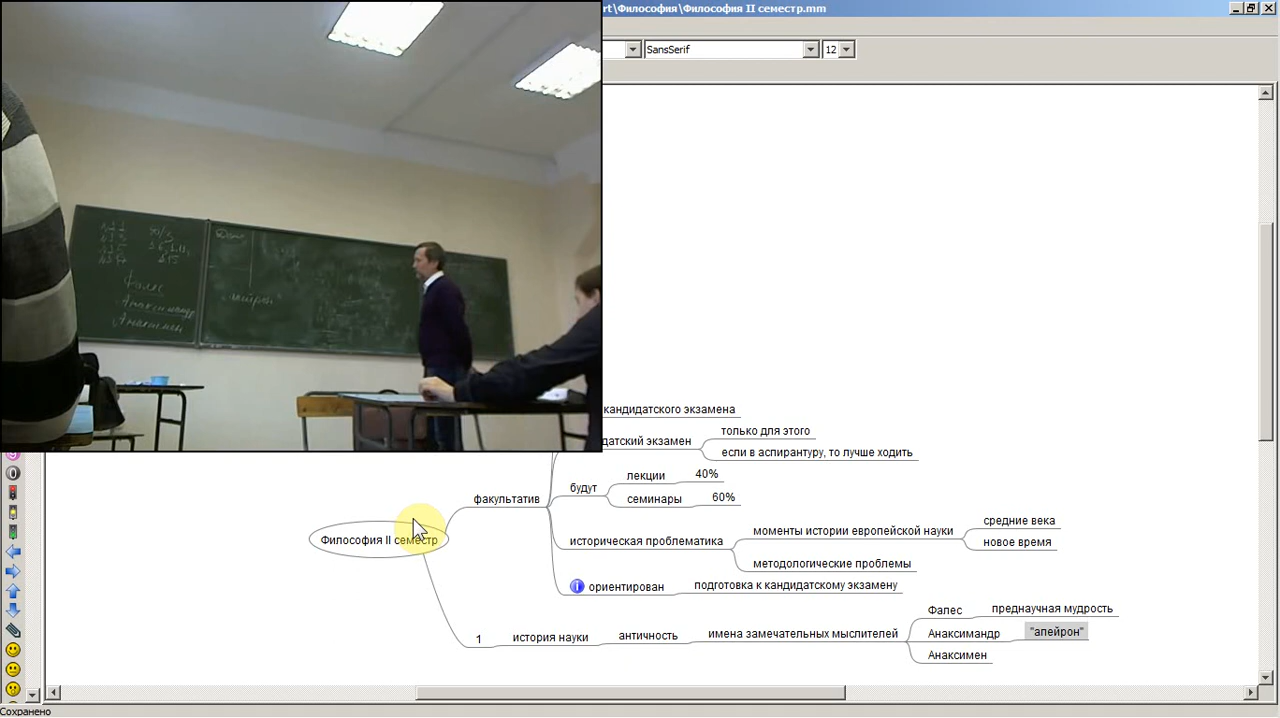 rt\Философия\Философия II семестр.mm
SansSerif
12
Фалес
Анаксимандр
Анаксимен
"апейрон"
кандидатского экзамена
датский экзамен
только для этого
если в аспирантуру, то лучше ходить
факультатив
будут
лекции
40%
семинары
60%
Философия II семестр
историческая проблематика
моменты истории европейской науки
средние века
новое время
методологические проблемы
ориентирован
подготовка к кандидатскому экзамену
1
история науки
античность
имена замечательных мыслителей
Фалес
преднаучная мудрость
Анаксимандр
"апейрон"
Анаксимен
Сохранено